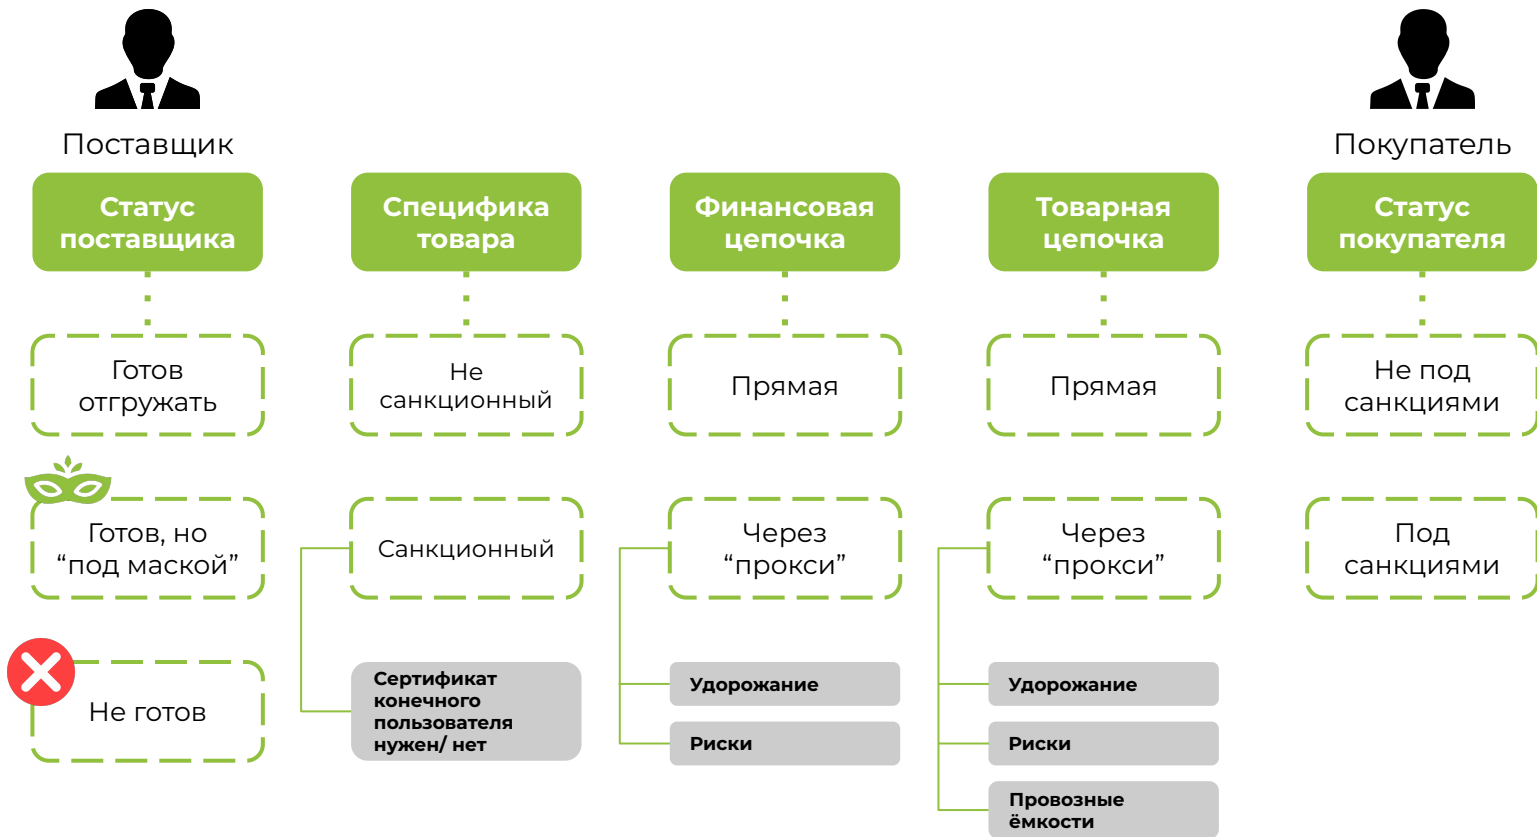 Поставщик
Покупатель
Статус
поставщика
Специфика
товара
Финансовая
цепочка
Товарная
цепочка
Статус
покупателя
Готов
отгружать
Не
санкционный
Прямая
Прямая
Не под
санкциями
Готов, но
“под маской”
Санкционный
Через
“прокси”
Через
“прокси”
Под
санкциями
Не готов
Сертификат
конечного
пользователя
нужен/ нет
Удорожание
Риски
Удорожание
Риски
Провозные
ёмкости